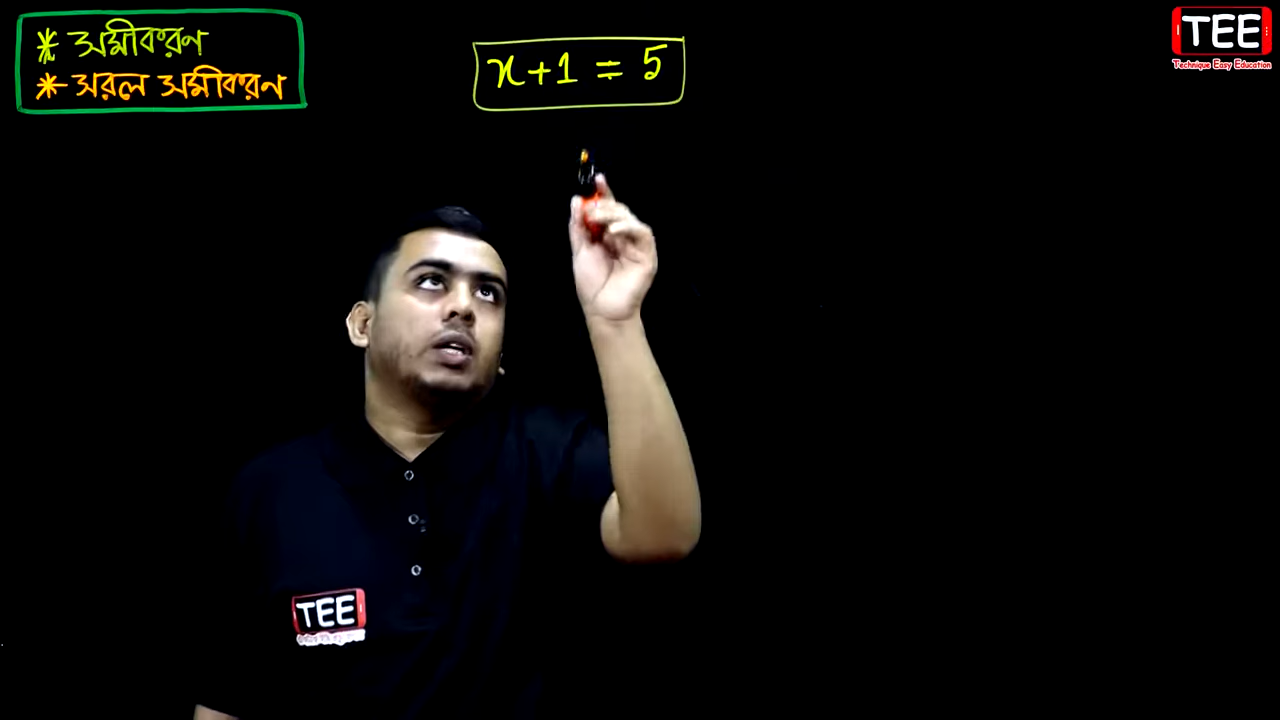 * সমীকরণ
* সরল সমীকরণ
x+1 = 5
TEE
Technique Easy Education
TEE